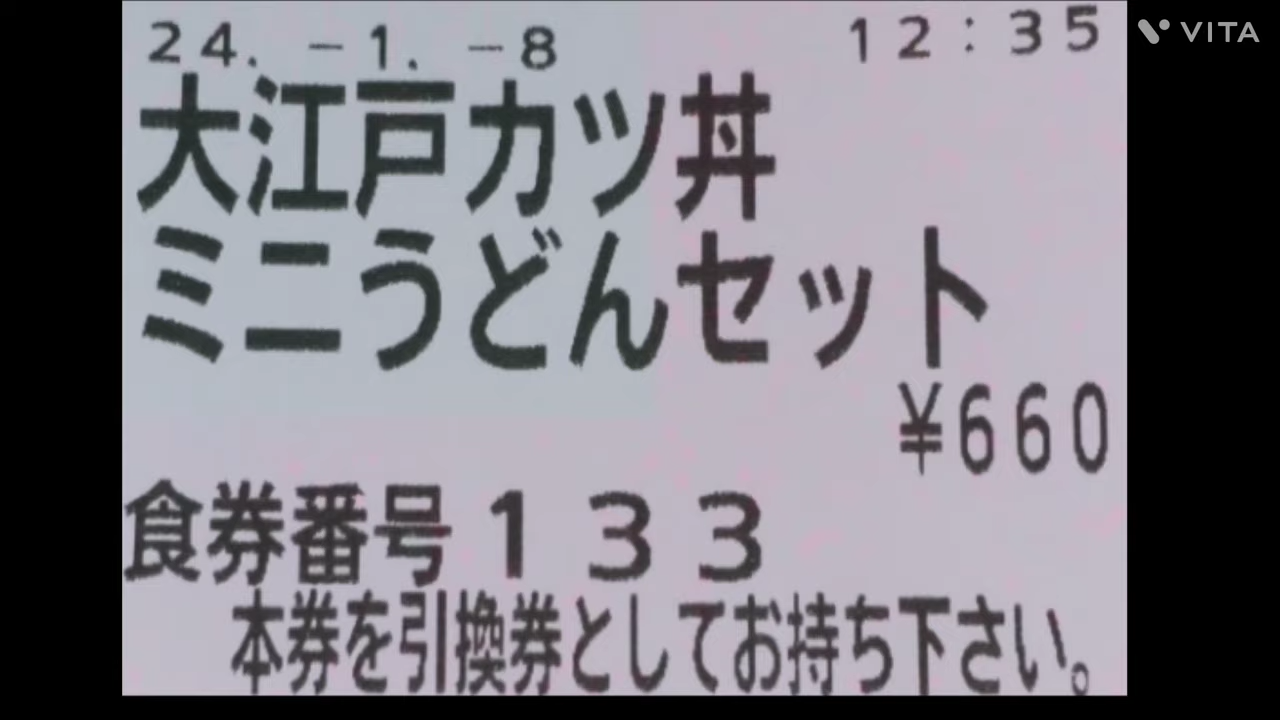 24.－1.－8 12:35
VITA
大江戸カツ丼
ミニうどんセット
¥660
食券番号133
本券を引換券としてお持ち下さい。